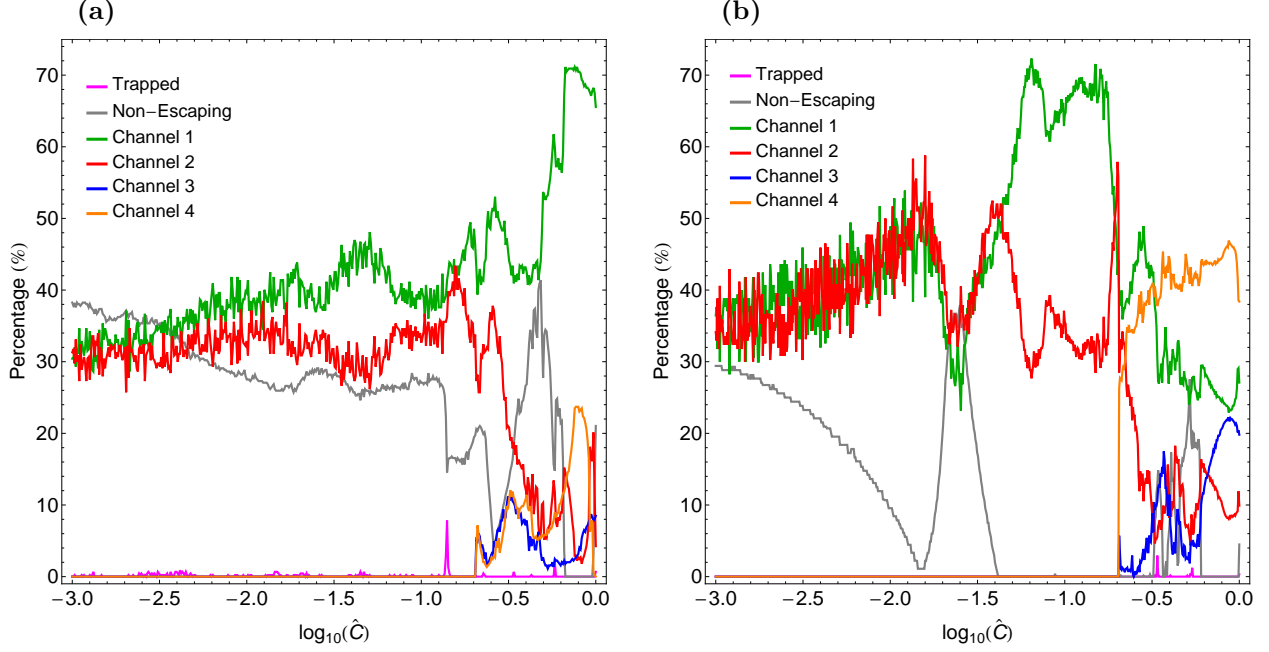 (a)
Percentage (%)
70
60
50
40
30
20
10
0
Trapped
Non−Escaping
Channel 1
Channel 2
Channel 3
Channel 4
−3.0 −2.5 −2.0 −1.5 −1.0 −0.5 0.0
log10(Ĉ)
(b)
Percentage (%)
70
60
50
40
30
20
10
0
Trapped
Non−Escaping
Channel 1
Channel 2
Channel 3
Channel 4
−3.0 −2.5 −2.0 −1.5 −1.0 −0.5 0.0
log10(Ĉ)